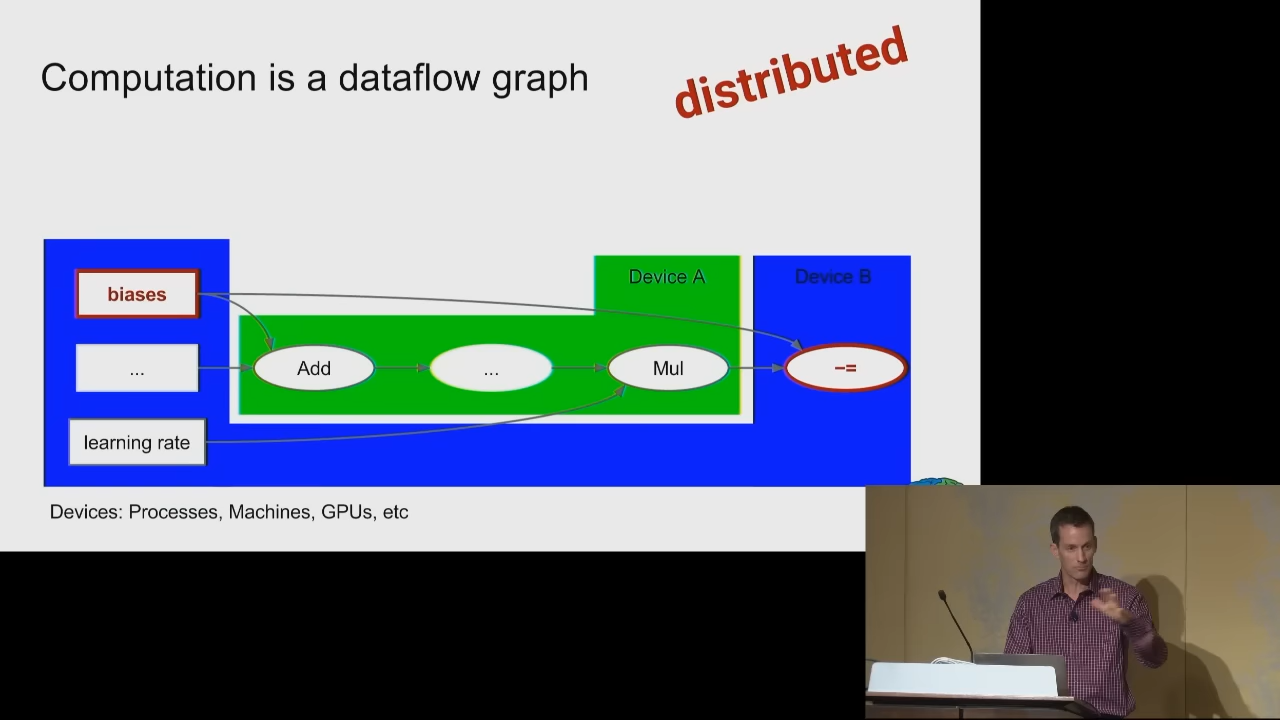 Computation is a dataflow graph
distributed
Device A
Device B
biases
...
Add
...
Mul
−=
learning rate
Devices: Processes, Machines, GPUs, etc